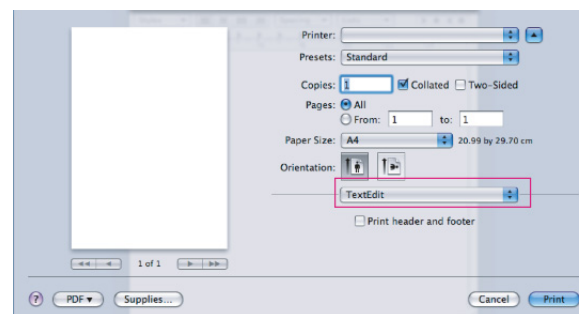 Printer:
Presets: Standard
Copies: 1 Collated Two-Sided
Pages: All
From: 1 to: 1
Paper Size: A4 20.99 by 29.70 cm
Orientation:
TextEdit
Print header and footer
1 of 1
? PDF Supplies... Cancel Print